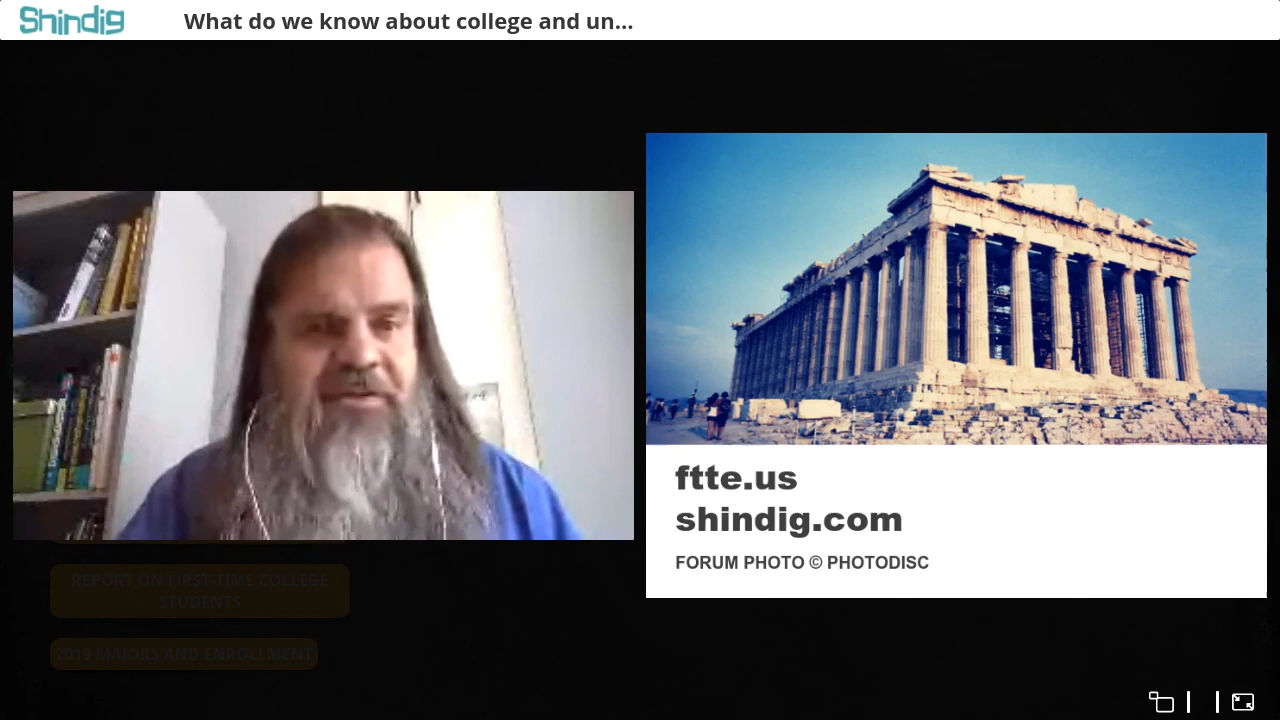 Shindig
What do we know about college and un...
ftte.us
shindig.com
FORUM PHOTO © PHOTODISC
REPORT ON FIRST-TIME COLLEGE
STUDENTS
2019 MAJORS AND ENROLLMENT